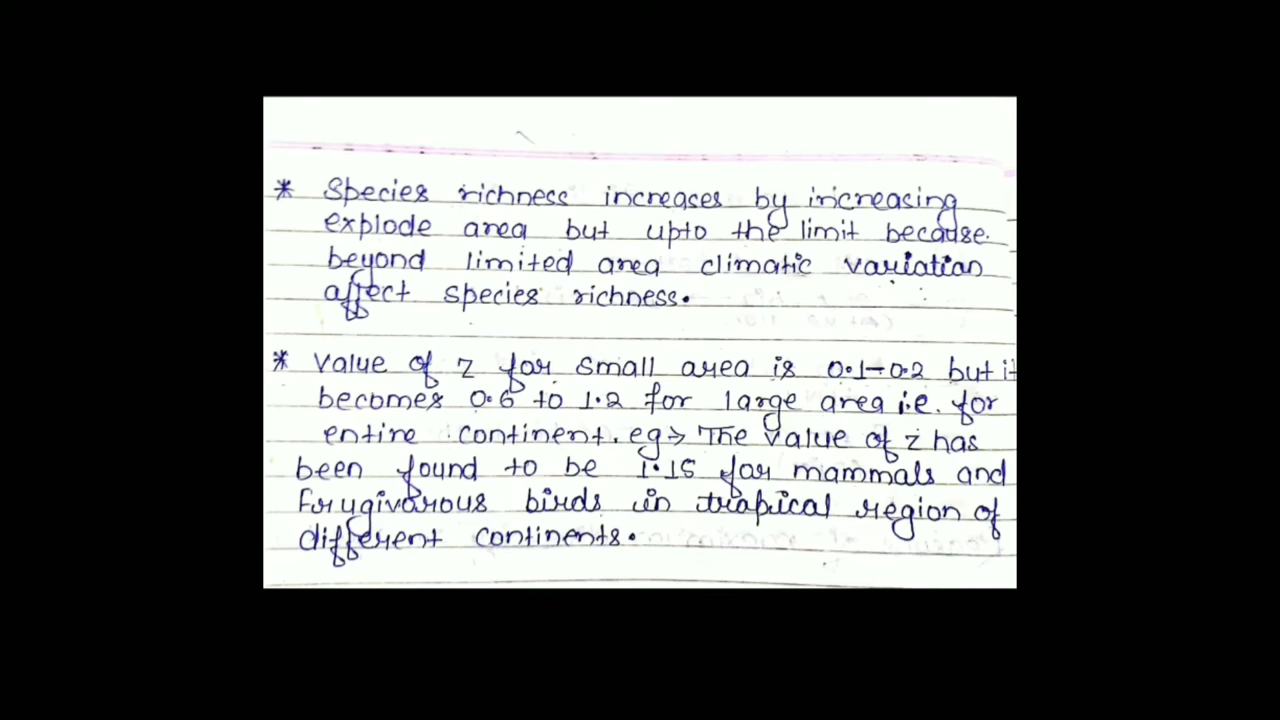 * Species richness increases by increasing
explode area but upto the limit because
beyond limited area climatic variation
affect species richness.
* Value of z for small area is 0.1-0.2 but it
becomes 0.6 to 1.2 for large area i.e. for
entire continent. eg → The value of z has
been found to be 1.15 for mammals and
Frugivorous birds in tropical region of
different continents.